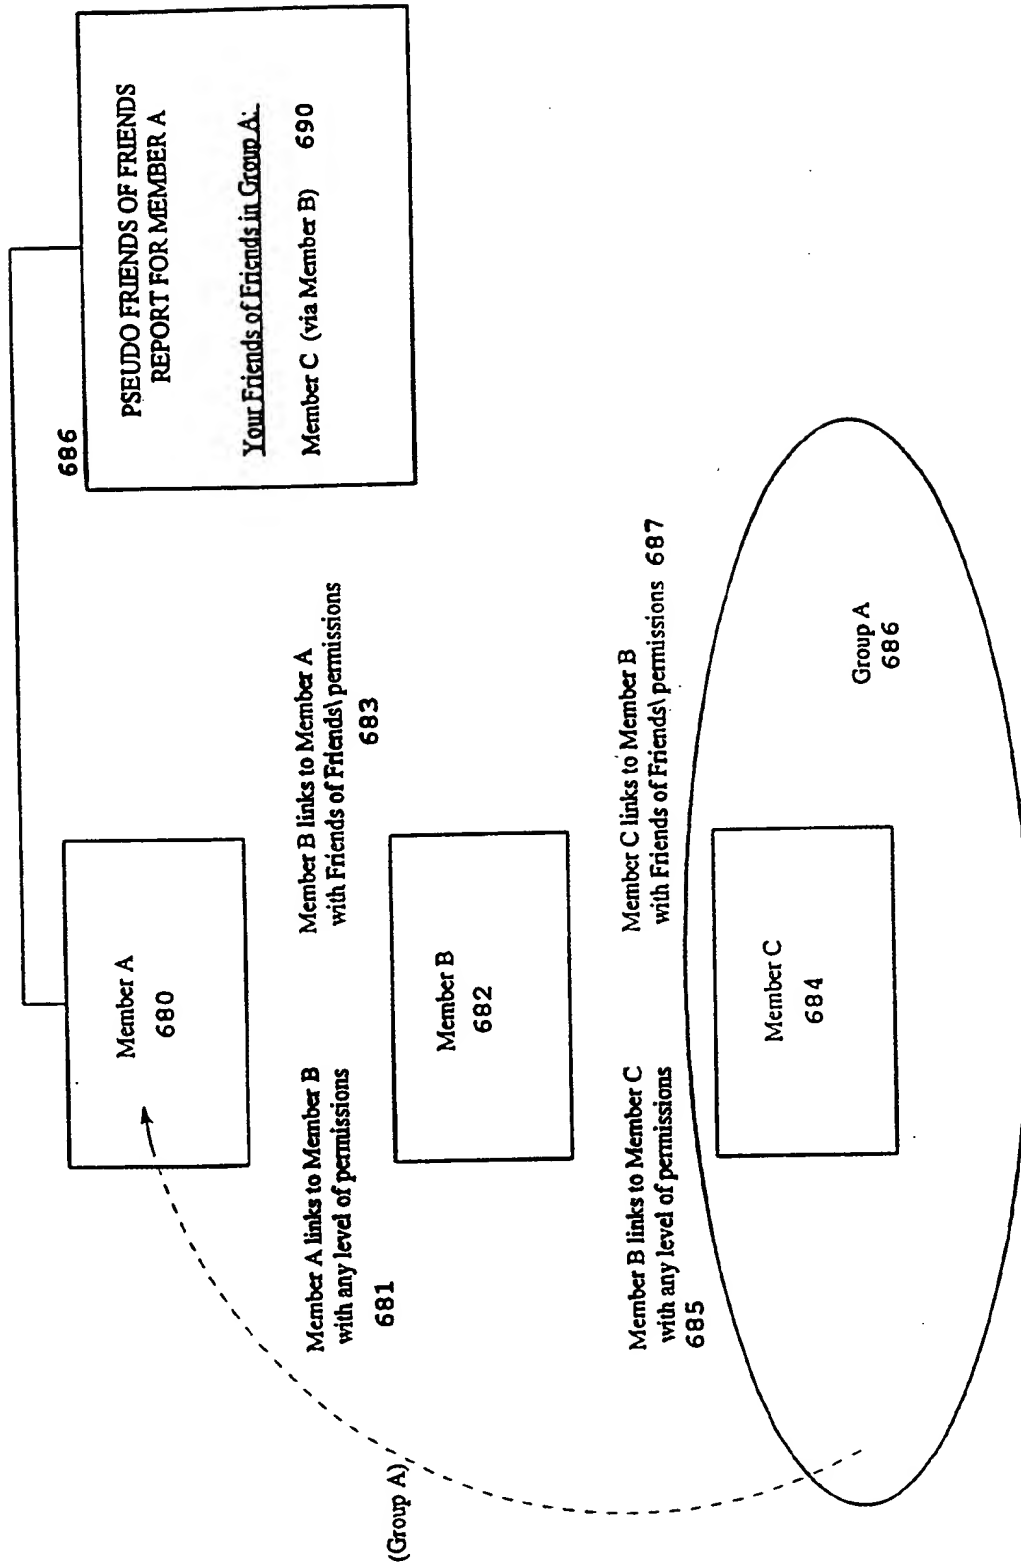 PSEUDO FRIENDS OF FRIENDS
REPORT FOR MEMBER A
Your Friends of Friends in Group A:
Member C (via Member B) 690
686
Member A
680
Member A links to Member B
with any level of permissions
681
Member B links to Member A
with Friends of Friends\permissions
683
Member B
682
Member B links to Member C
with any level of permissions
685
Member C links to Member B
with Friends of Friends\permissions 687
Member C
684
Group A
686
(Group A)